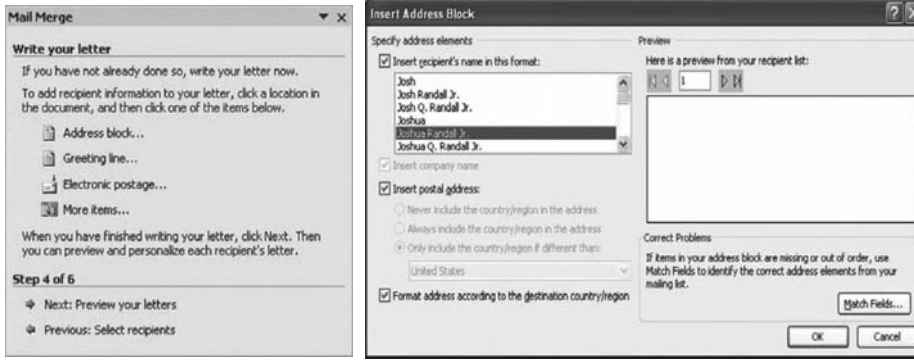 Mail Merge
Write your letter
If you have not already done so, write your letter now.
To add recipient information to your letter, click a location in
the document, and then click one of the items below.
Address block...
Greeting line...
Electronic postage...
More items...
When you have finished writing your letter, click Next. Then
you can preview and personalize each recipient's letter.
Step 4 of 6
Next: Preview your letters
Previous: Select recipients
Insert Address Block
Specify address elements
Insert recipient's name in this format:
Josh
Josh Randall Jr.
Josh Q. Randall Jr.
Joshua
Joshua Randall Jr.
Joshua Q. Randall Jr.
Insert company name
Insert postal address:
Never include the country/region in the address
Always include the country/region in the address
Only include the country/region if different than:
United States
Format address according to the destination country/region
Preview
Here is a preview from your recipient list:
1
Correct Problems
If items in your address block are missing or out of order, use
Match Fields to identify the correct address elements from your
mailing list.
Match Fields...
OK
Cancel